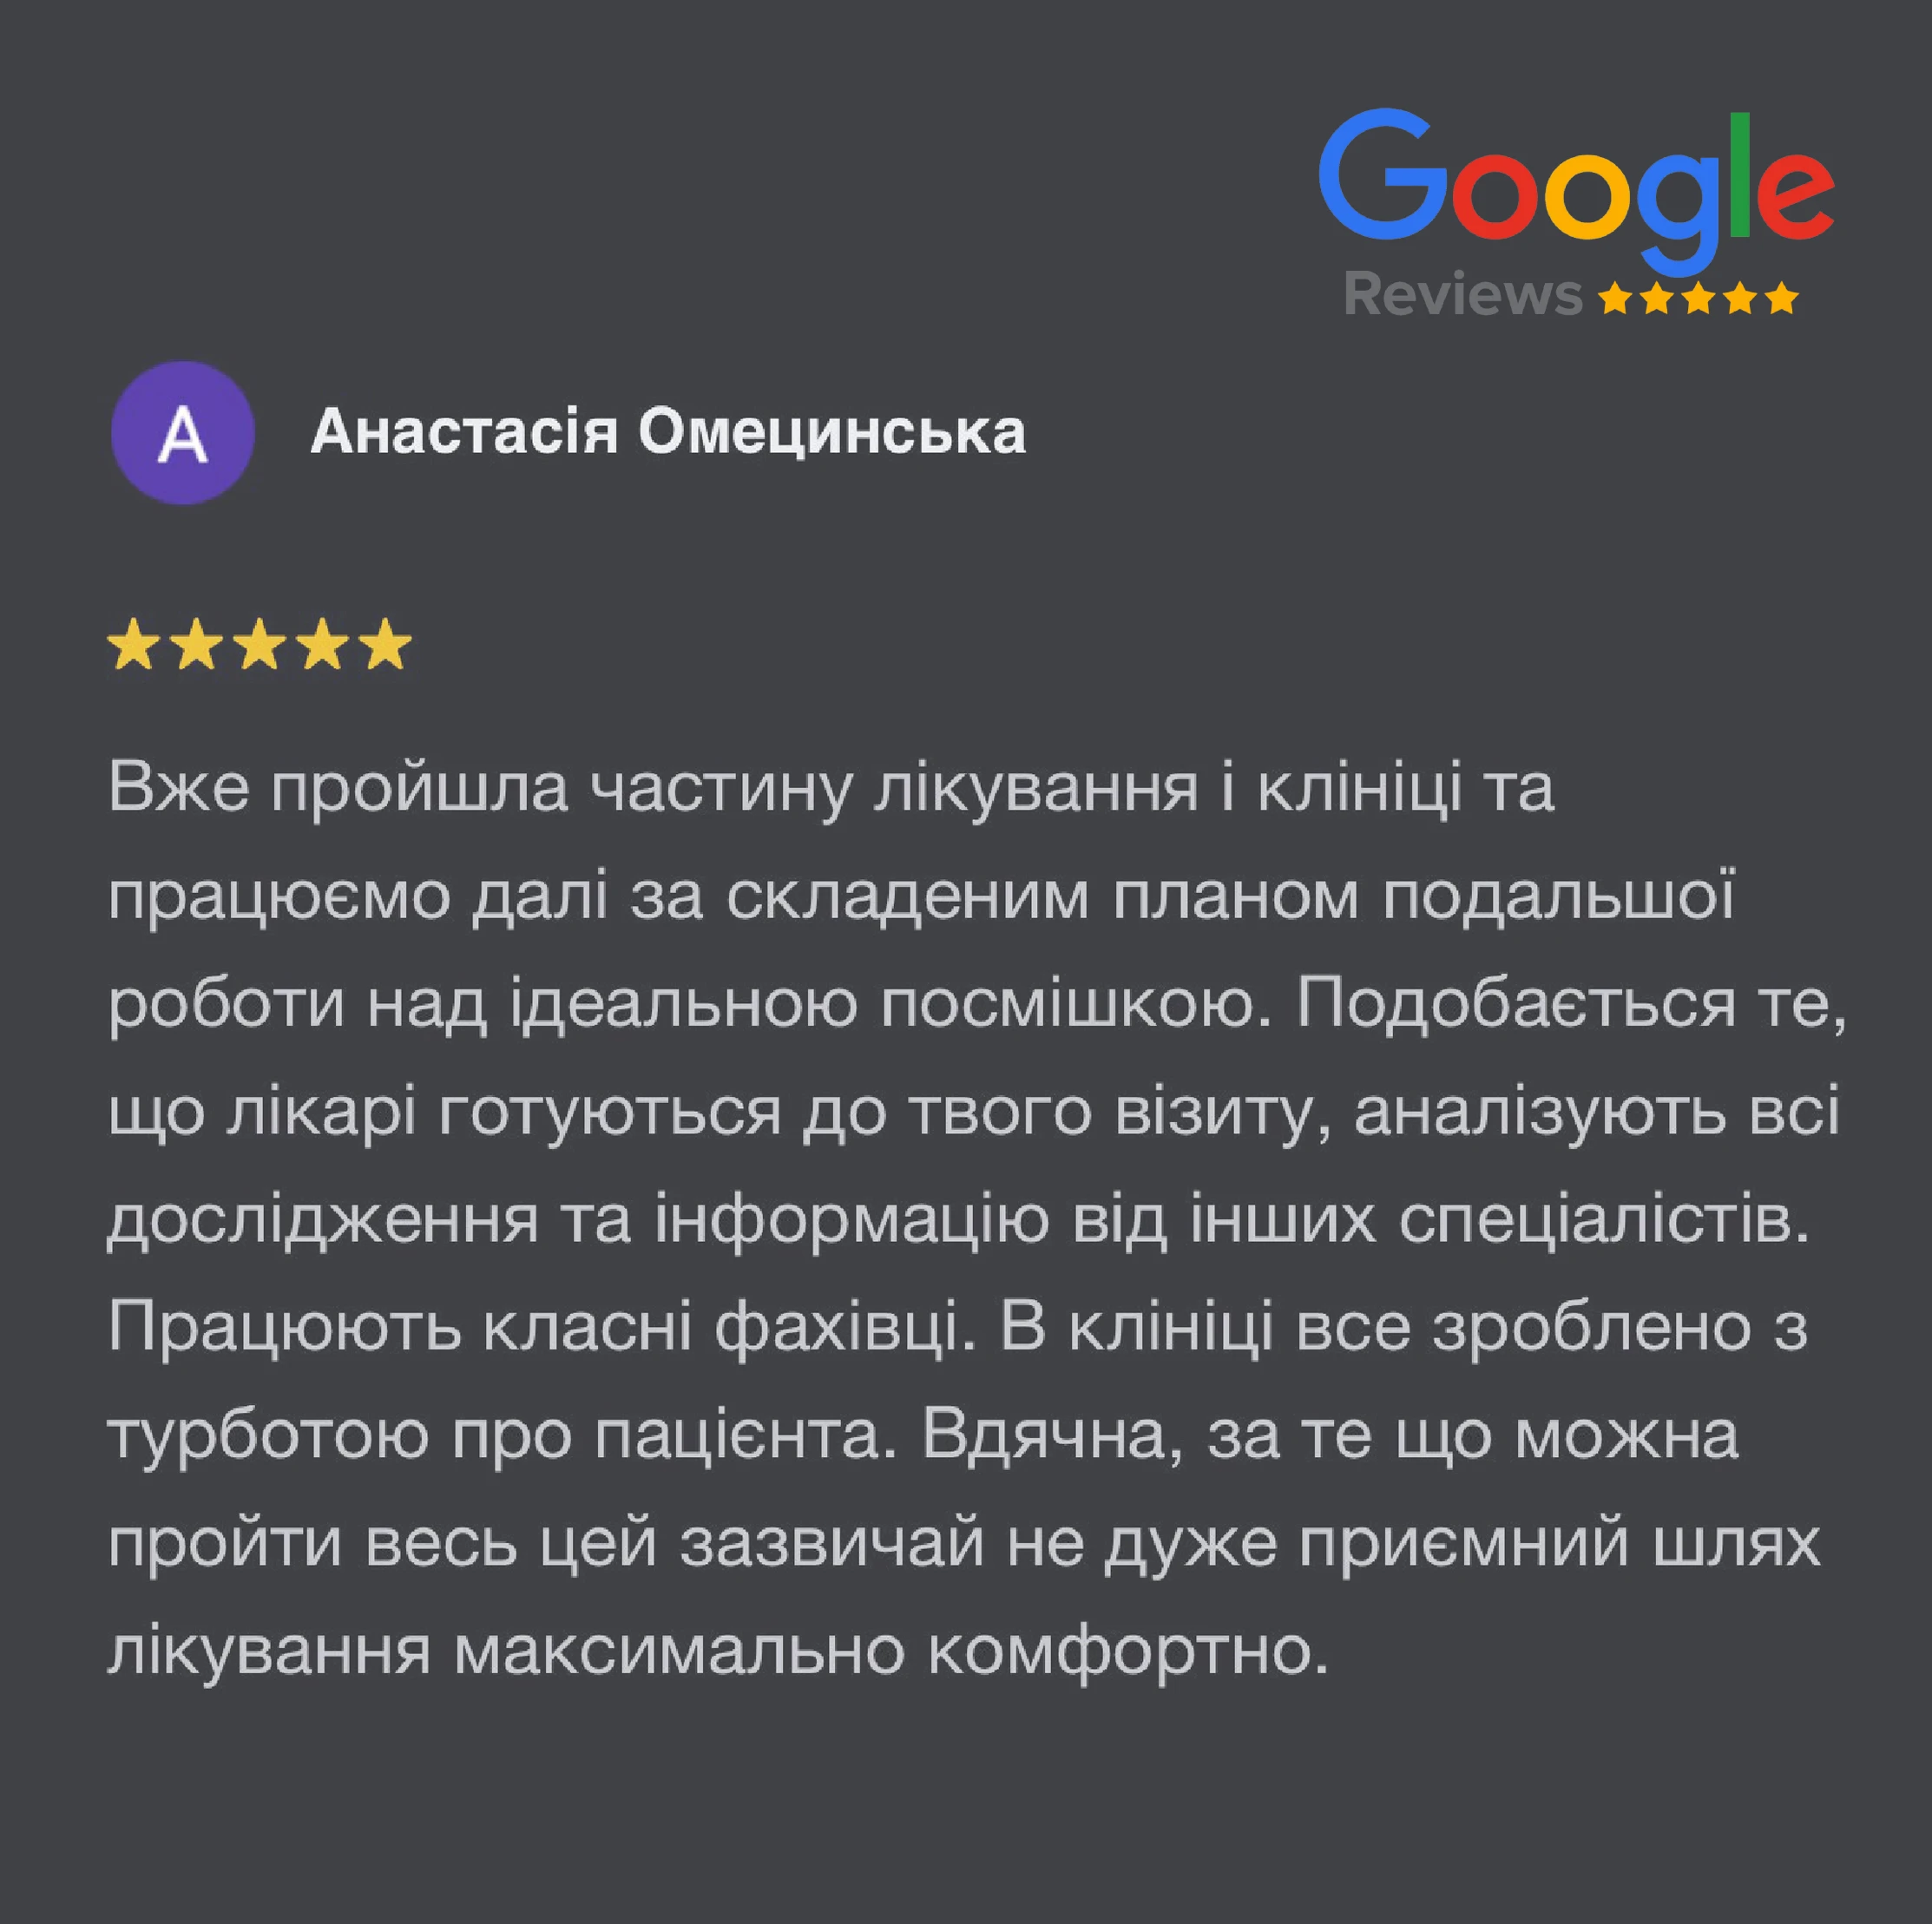 Google
Reviews
А
Анастасія Омецинська
Вже пройшла частину лікування і клініці та
працюємо далі за складеним планом подальшої
роботи над ідеальною посмішкою. Подобається те,
що лікарі готуються до твого візиту, аналізують всі
дослідження та інформацію від інших спеціалістів.
Працюють класні фахівці. В клініці все зроблено з
турботою про пацієнта. Вдячна, за те що можна
пройти весь цей зазвичай не дуже приємний шлях
лікування максимально комфортно.